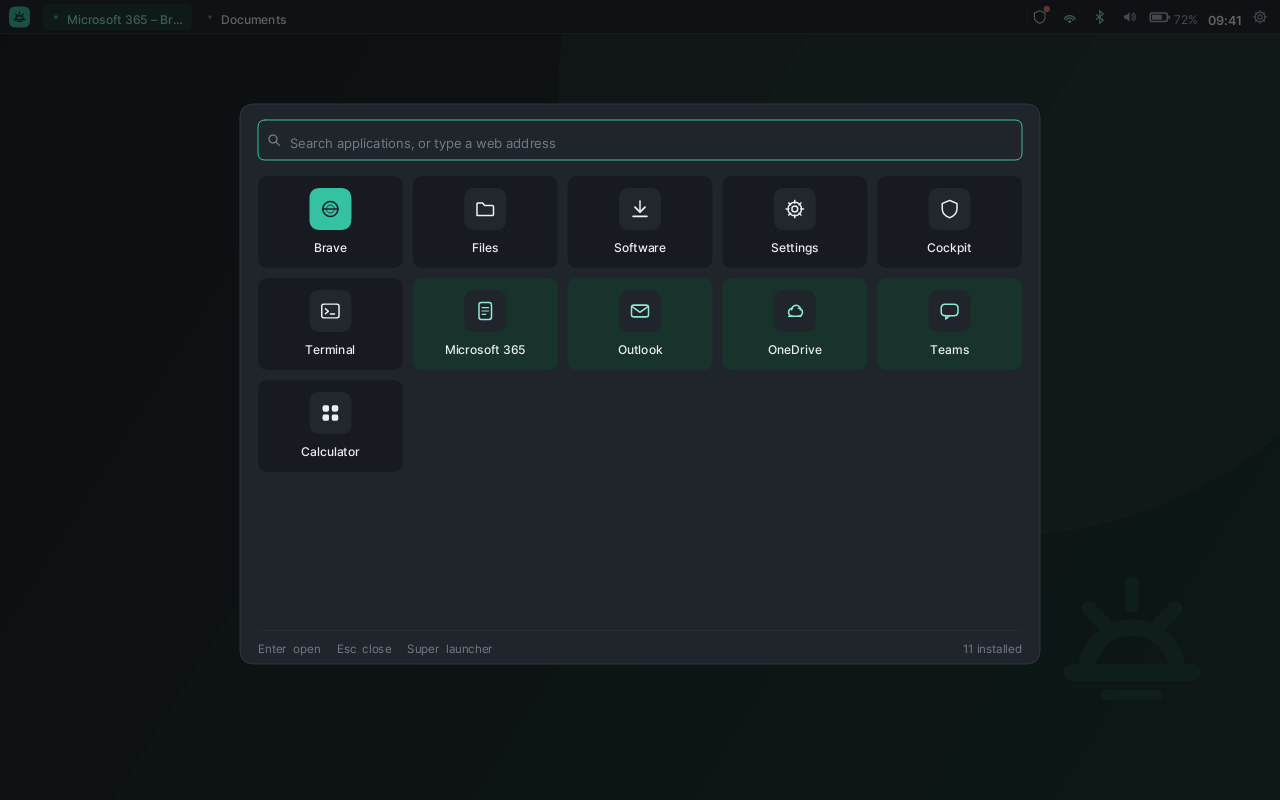 Microsoft 365 – Br...
Documents
72%
09:41
Search applications, or type a web address
Brave
Files
Software
Settings
Cockpit
Terminal
Microsoft 365
Outlook
OneDrive
Teams
Calculator
Enter open Esc close Super launcher
11 installed